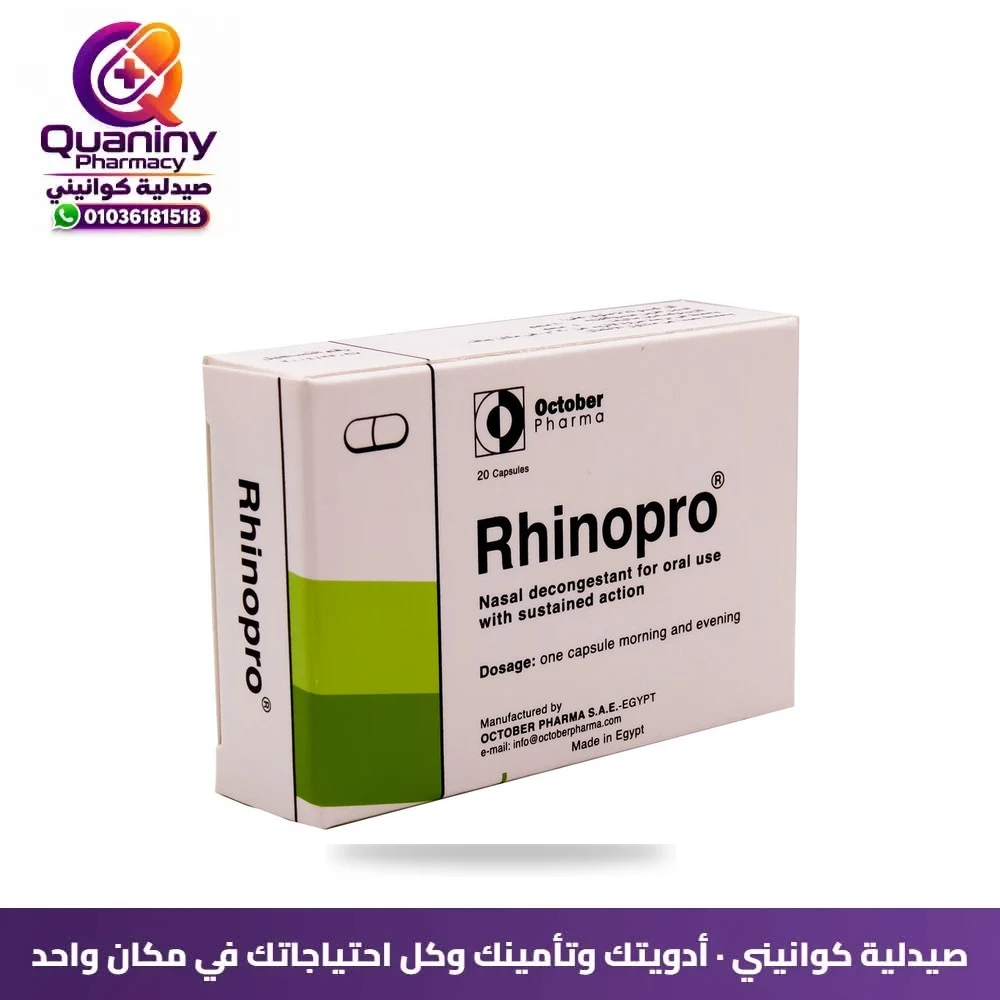 Quaniny
Pharmacy
صيدلية كوانيني
01036181518
October
Pharma
20 Capsules
Rhinopro®
Nasal decongestant for oral use
with sustained action
Dosage: one capsule morning and evening
Manufactured by
OCTOBER PHARMA S.A.E.-EGYPT
e-mail: info@octoberpharma.com
Made in Egypt
Rhinopro®
صيدلية كوانيني · أدويتك وتأمينك وكل احتياجاتك في مكان واحد